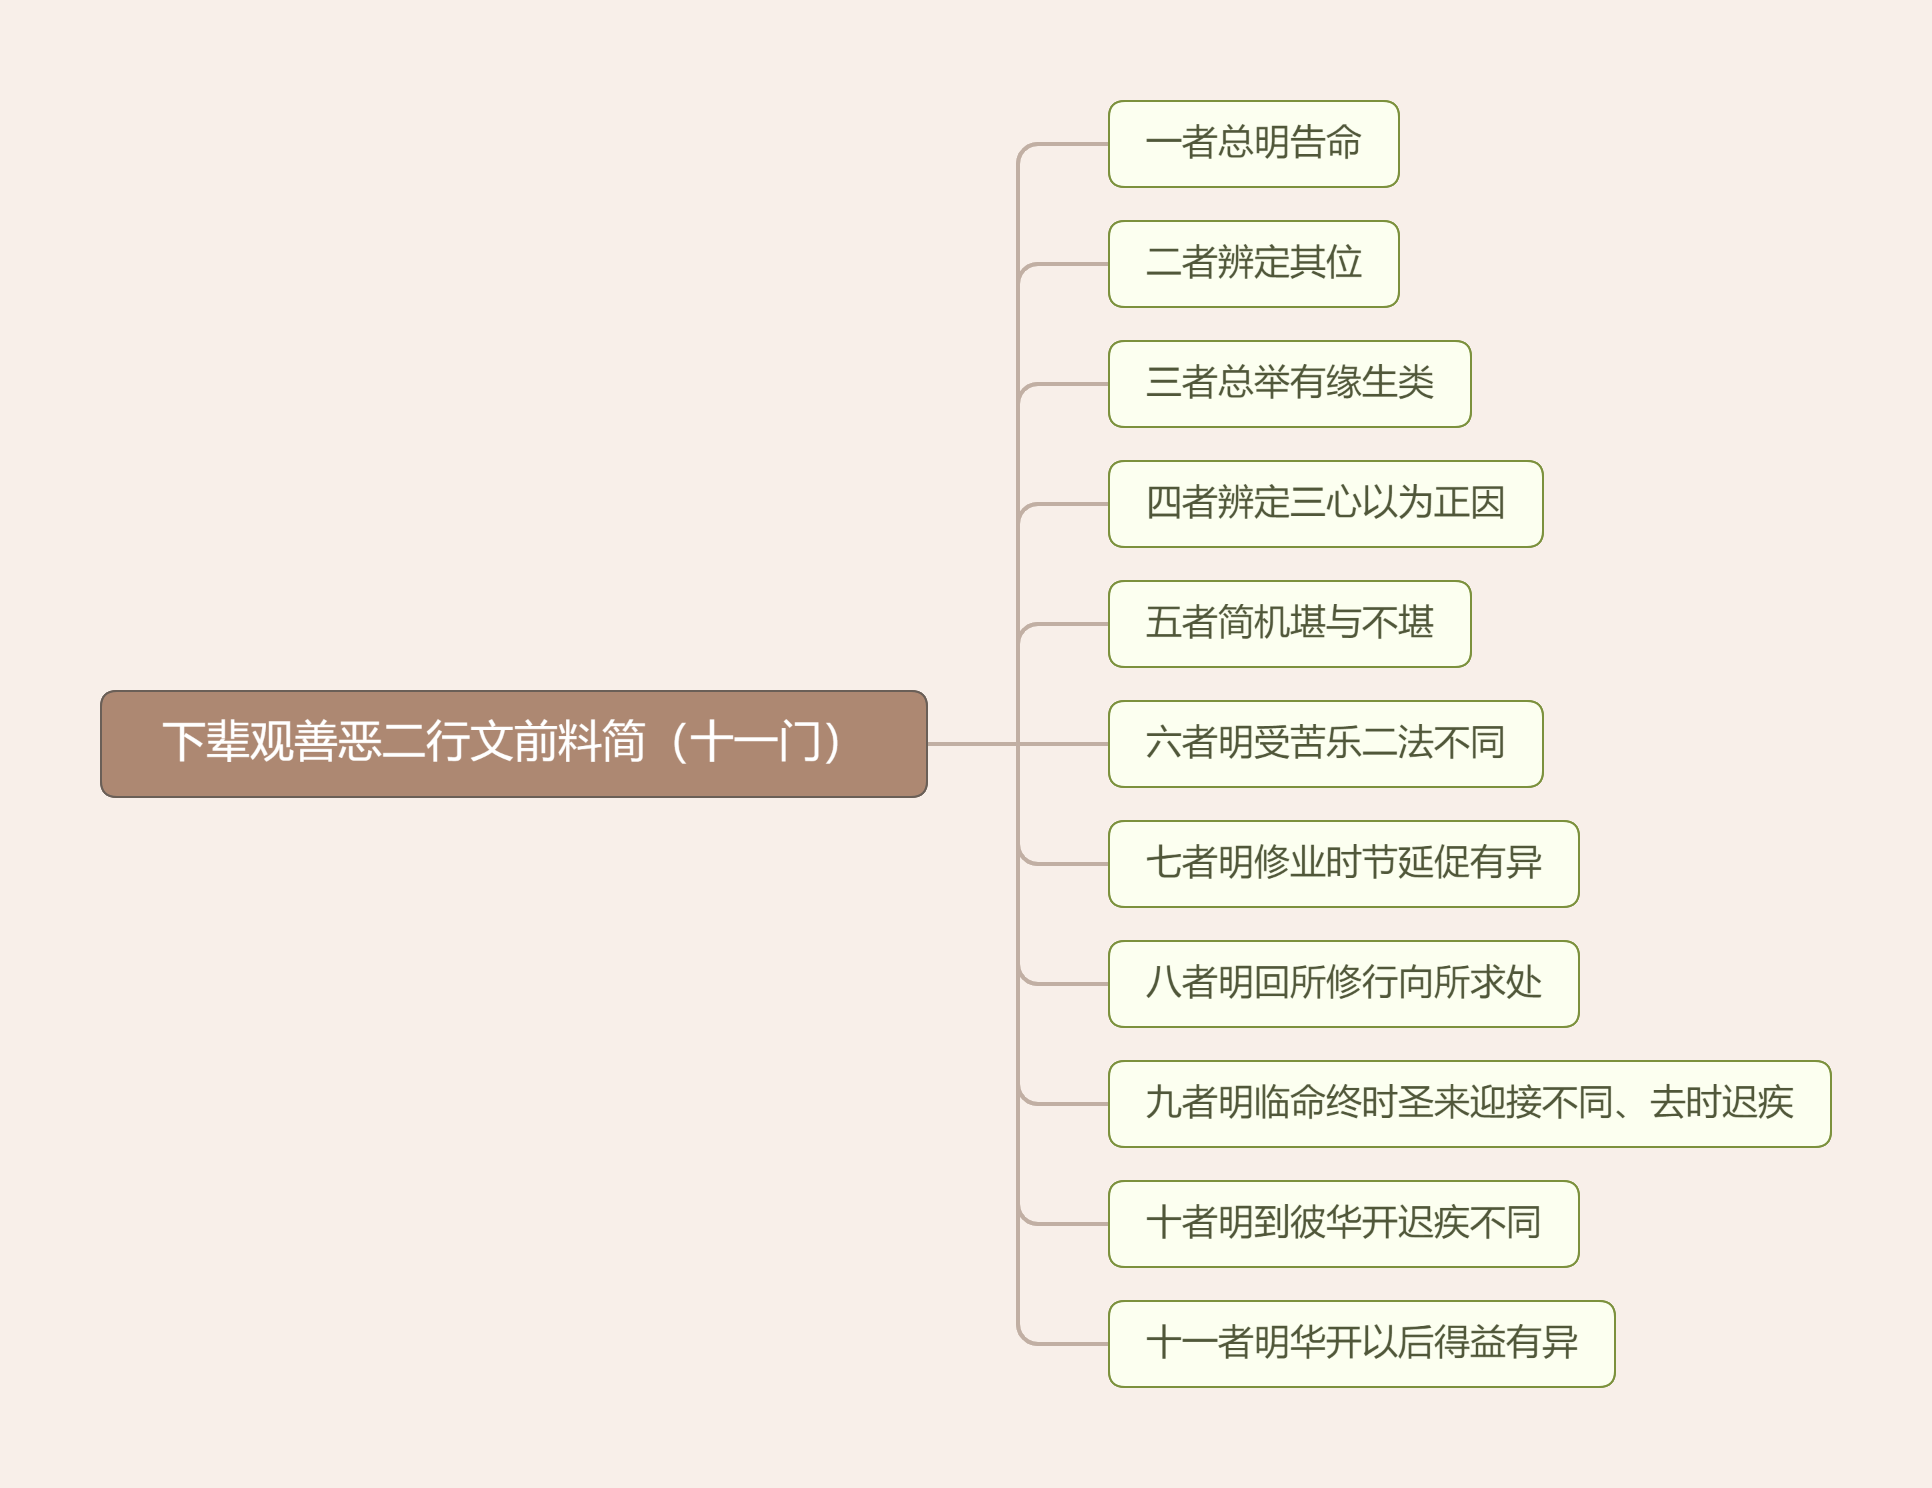 下辈观善恶二行文前料简（十一门）
一者总明告命
二者辨定其位
三者总举有缘生类
四者辨定三心以为正因
五者简机堪与不堪
六者明受苦乐二法不同
七者明修业时节延促有异
八者明回所修行向所求处
九者明临命终时圣来迎接不同、去时迟疾
十者明到彼华开迟疾不同
十一者明华开以后得益有异